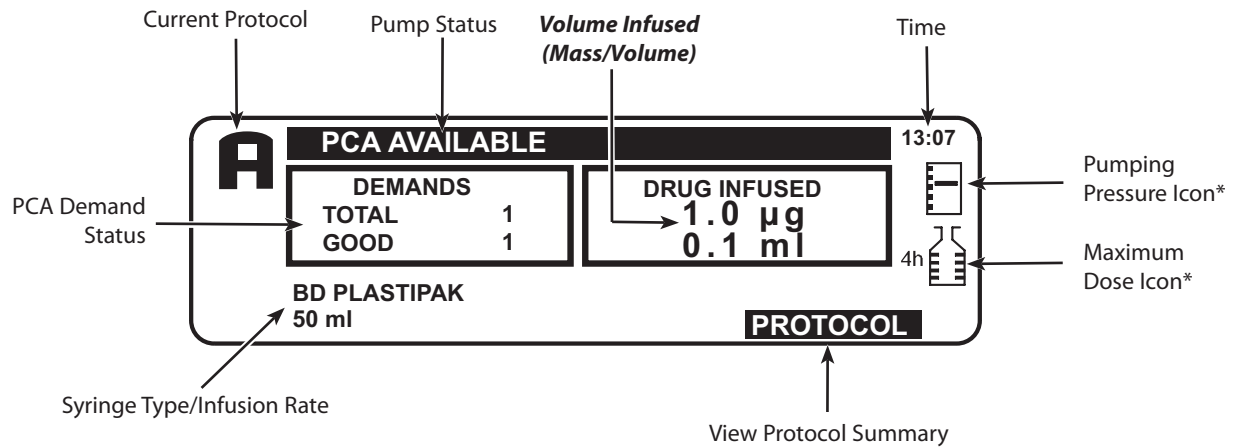 Current Protocol
Pump Status
Volume Infused
(Mass/Volume)
Time
A
PCA AVAILABLE
13:07
DEMANDS
TOTAL 1
GOOD 1
DRUG INFUSED
1.0 µg
0.1 ml
4h
PCA Demand
Status
Pumping
Pressure Icon*
Maximum
Dose Icon*
BD PLASTIPAK
50 ml
PROTOCOL
Syringe Type/Infusion Rate
View Protocol Summary